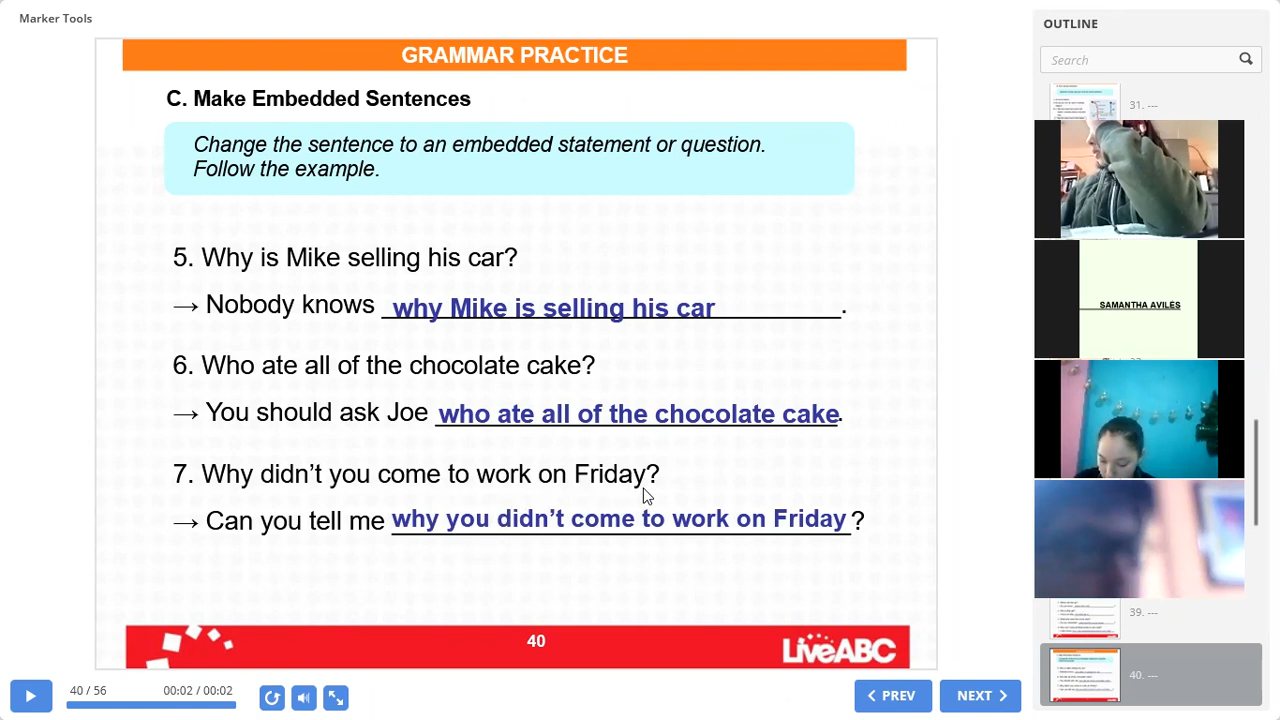 Marker Tools
OUTLINE
GRAMMAR PRACTICE
Search
C. Make Embedded Sentences
31. ---
Change the sentence to an embedded statement or question.
Follow the example.
5. Why is Mike selling his car?
→ Nobody knows why Mike is selling his car.
SAMANTHA AVILÉS
6. Who ate all of the chocolate cake?
→ You should ask Joe who ate all of the chocolate cake.
7. Why didn't you come to work on Friday?
→ Can you tell me why you didn't come to work on Friday?
39. ---
40
LiveABC
40. ---
40 / 56
00:02 / 00:02
PREV
NEXT